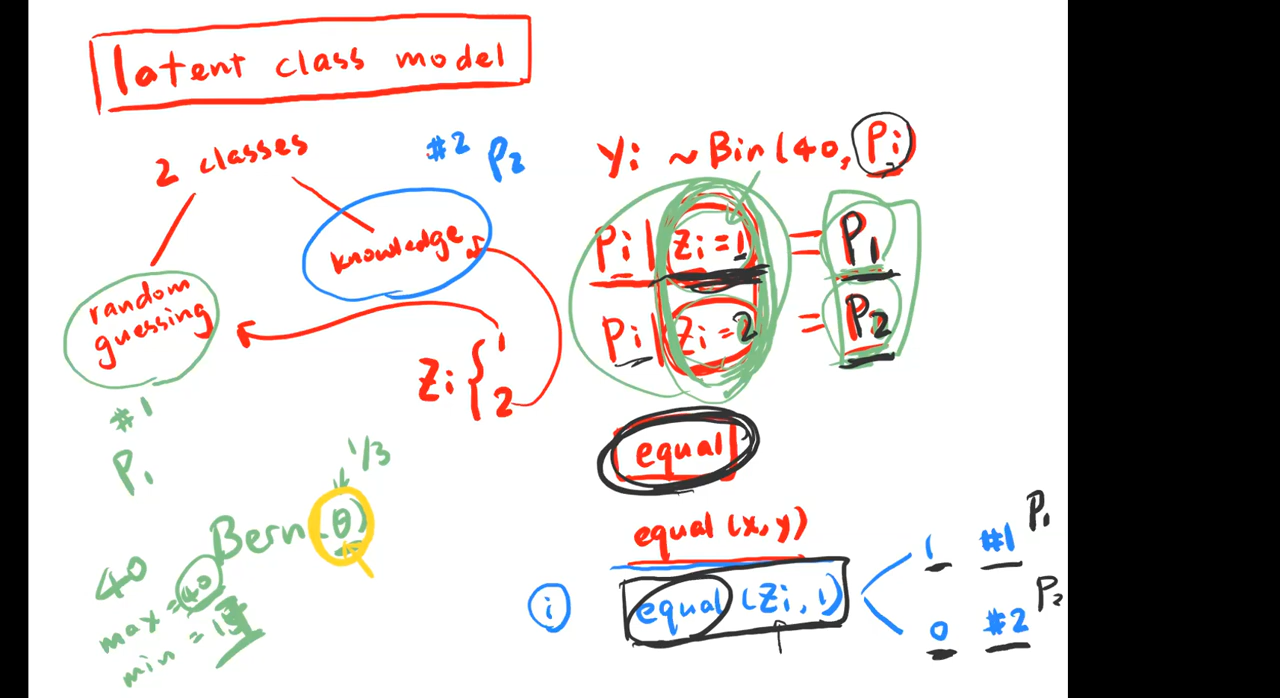 latent class model
2 classes
#2 P2
knowledge
random
guessing
#1
P1
Zi { 1
2
Yi ~ Bin(40, Pi)
Pi | Zi = 1 = P1
Pi | Zi = 2 = P2
equal
equal (x, y)
i equal (Zi, 1)
1 #1 P1
0 #2 P2
1/3
Bern(θ)
40
max = 40